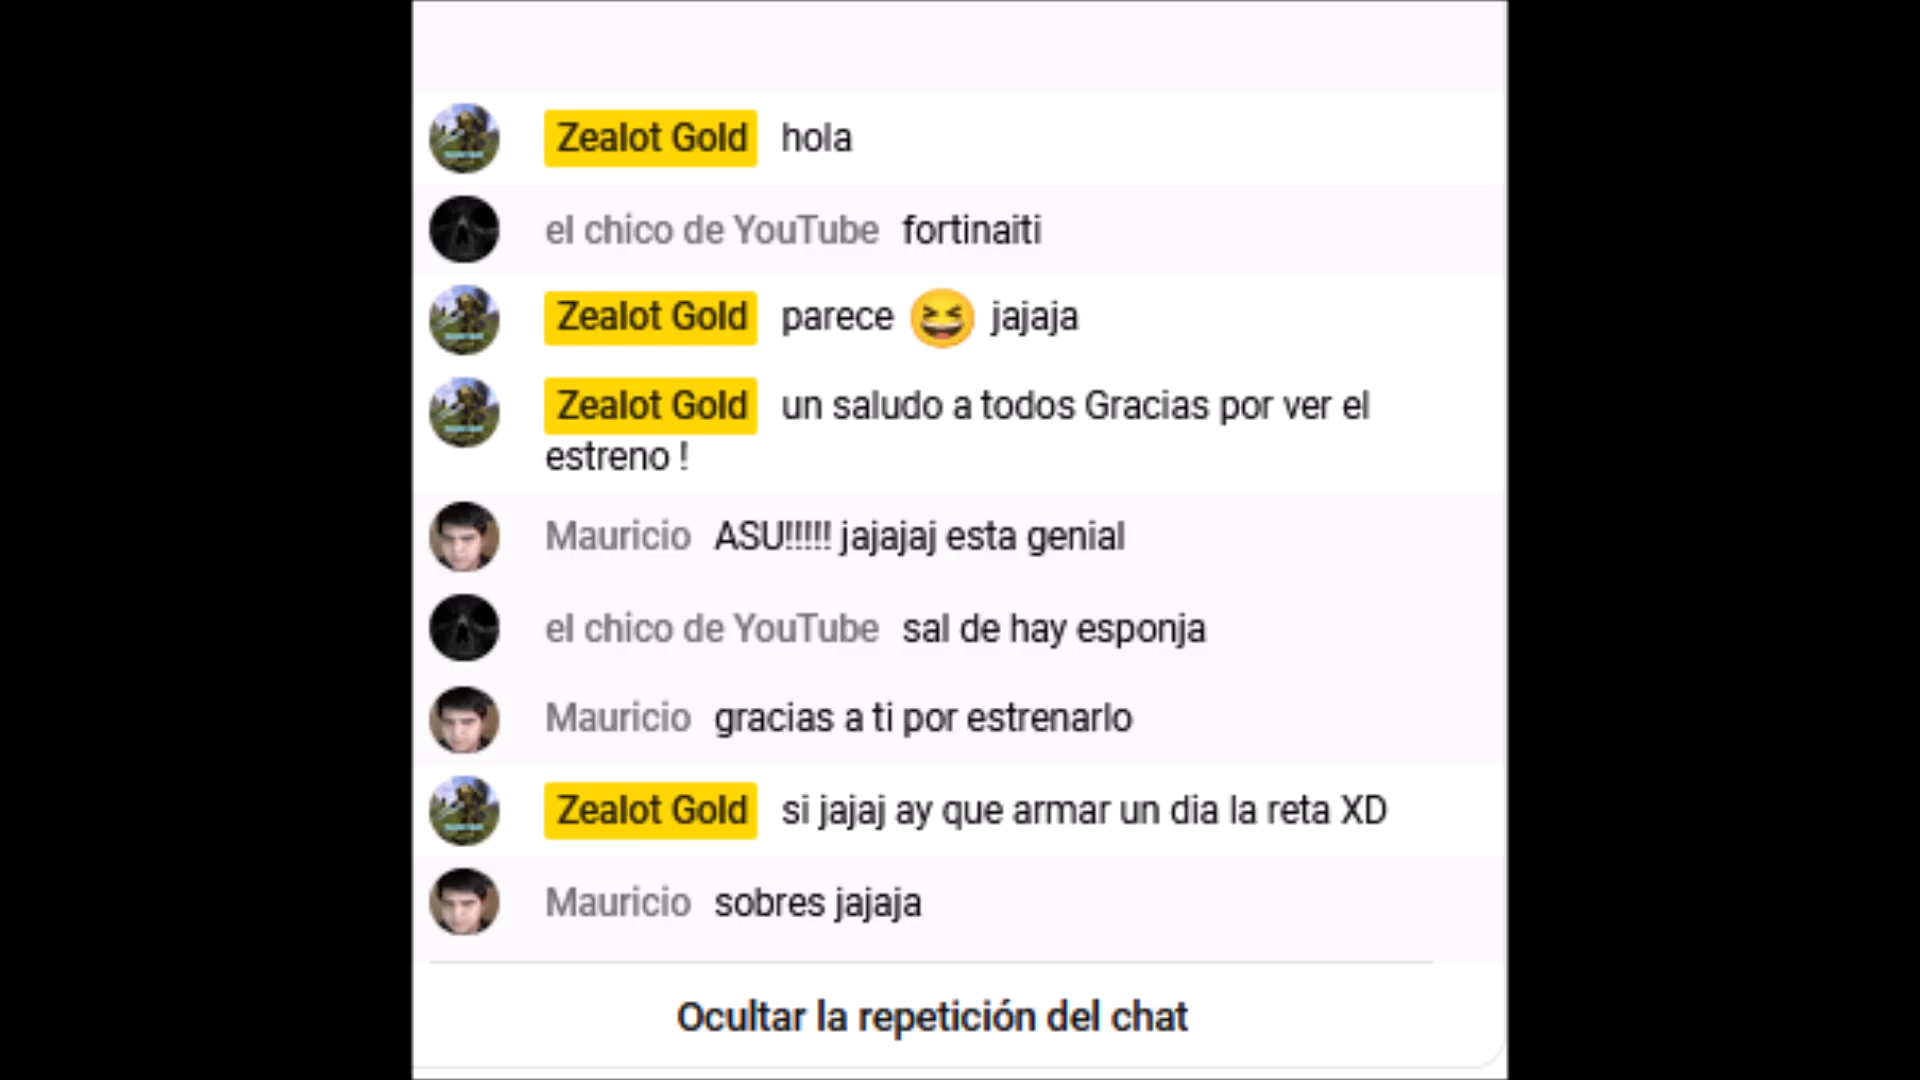 Zealot Gold hola
el chico de YouTube fortinaiti
Zealot Gold parece 😆 jajaja
Zealot Gold un saludo a todos Gracias por ver el
estreno !
Mauricio ASU!!!!! jajajaj esta genial
el chico de YouTube sal de hay esponja
Mauricio gracias a ti por estrenarlo
Zealot Gold si jajaj ay que armar un dia la reta XD
Mauricio sobres jajaja
Ocultar la repetición del chat